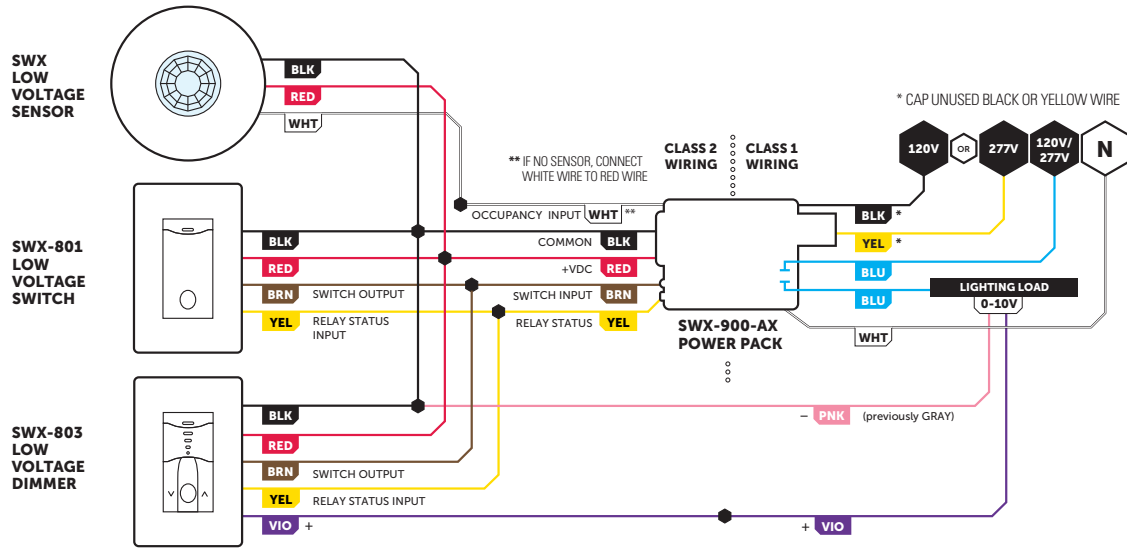 SWX
LOW
VOLTAGE
SENSOR
BLK
RED
WHT
* CAP UNUSED BLACK OR YELLOW WIRE
** IF NO SENSOR, CONNECT
WHITE WIRE TO RED WIRE
CLASS 2
WIRING
CLASS 1
WIRING
120V
OR
277V
120V/
277V
N
OCCUPANCY INPUT WHT **
SWX-801
LOW
VOLTAGE
SWITCH
BLK
COMMON BLK
BLK *
RED
+VDC RED
YEL *
BRN SWITCH OUTPUT
SWITCH INPUT BRN
BLU
YEL RELAY STATUS
INPUT
RELAY STATUS YEL
BLU
LIGHTING LOAD
0-10V
SWX-900-AX
POWER PACK
WHT
SWX-803
LOW
VOLTAGE
DIMMER
BLK
– PNK (previously GRAY)
RED
BRN SWITCH OUTPUT
YEL RELAY STATUS INPUT
VIO +
+ VIO